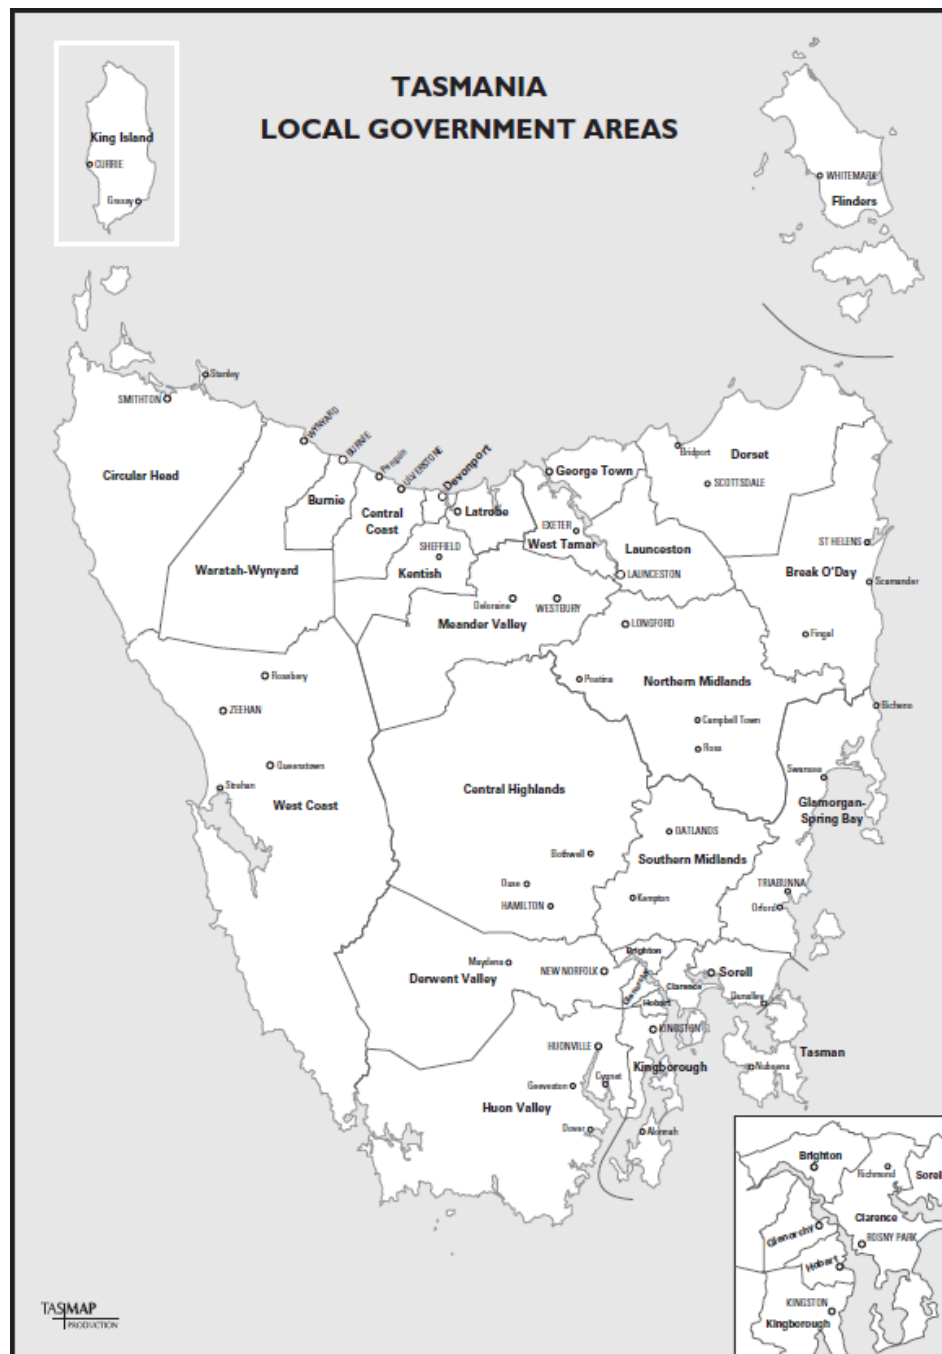 TASMANIA
LOCAL GOVERNMENT AREAS
King Island
CURRIE
Grassy
WHITEMARK
Flinders
Stanley
SMITHTON
WYNYARD
BURNIE
Penguin
ULVERSTONE
Devonport
Circular Head
Burnie
Central
Coast
Latrobe
George Town
Bridport
Dorset
SCOTTSDALE
EXETER
West Tamar
SHEFFIELD
Kentish
Launceston
LAUNCESTON
ST HELENS
Break O'Day
Scamander
Waratah-Wynyard
Deloraine
WESTBURY
Meander Valley
LONGFORD
Fingal
Rosebery
Poatina
Northern Midlands
ZEEHAN
Campbell Town
Bicheno
Ross
Queenstown
Strahan
West Coast
Central Highlands
Swansea
Glamorgan-
Spring Bay
OATLANDS
Bothwell
Southern Midlands
Ouse
HAMILTON
Kempton
TRIABUNNA
Orford
Brighton
Maydena
Derwent Valley
NEW NORFOLK
Glenorchy
Clarence
Sorell
Hobart
Dunalley
KINGSTON
HUONVILLE
Kingborough
Tasman
Nubeena
Geeveston
Cygnet
Huon Valley
Dover
Alonnah
Brighton
Richmond
Sorell
Clarence
Glenorchy
ROSNY PARK
Hobart
KINGSTON
Kingborough
TASMAP
PRODUCTION